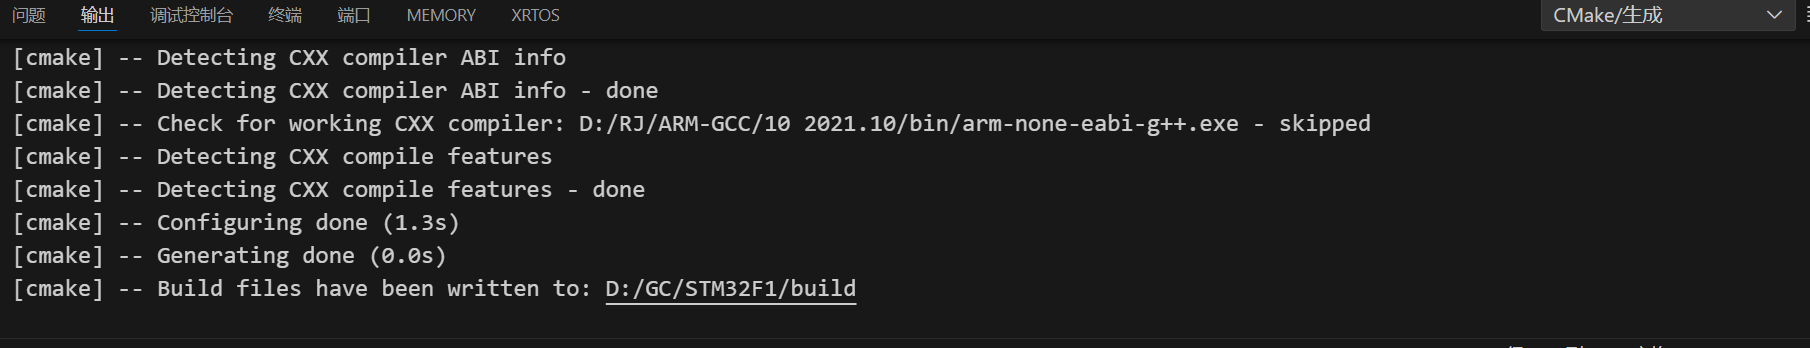 问题 输出 调试控制台 终端 端口 MEMORY XRTOS CMake/生成
[cmake] -- Detecting CXX compiler ABI info
[cmake] -- Detecting CXX compiler ABI info - done
[cmake] -- Check for working CXX compiler: D:/RJ/ARM-GCC/10 2021.10/bin/arm-none-eabi-g++.exe - skipped
[cmake] -- Detecting CXX compile features
[cmake] -- Detecting CXX compile features - done
[cmake] -- Configuring done (1.3s)
[cmake] -- Generating done (0.0s)
[cmake] -- Build files have been written to: D:/GC/STM32F1/build